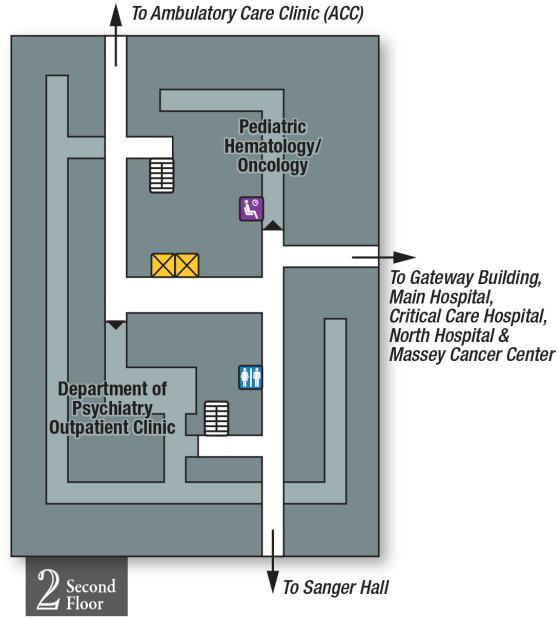 To Ambulatory Care Clinic (ACC)
Pediatric
Hematology/
Oncology
To Gateway Building,
Main Hospital,
Critical Care Hospital,
North Hospital &
Massey Cancer Center
Department of
Psychiatry
Outpatient Clinic
To Sanger Hall
2 Second
Floor